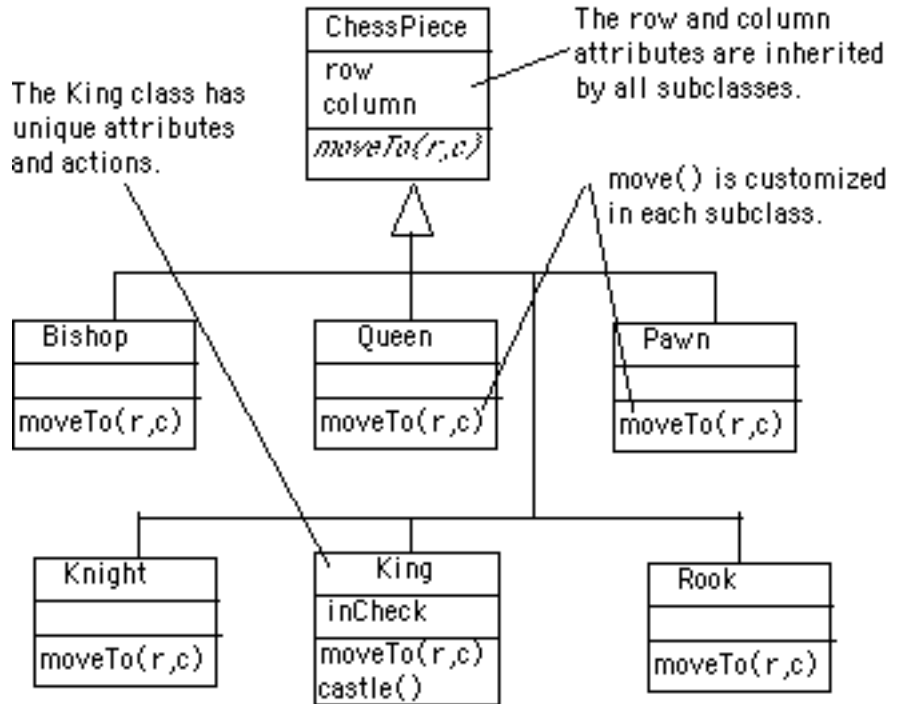 ChessPiece
row
column
moveTo(r,c)
The row and column
attributes are inherited
by all subclasses.
The King class has
unique attributes
and actions.
move() is customized
in each subclass.
Bishop
moveTo(r,c)
Queen
moveTo(r,c)
Pawn
moveTo(r,c)
Knight
moveTo(r,c)
King
inCheck
moveTo(r,c)
castle()
Rook
moveTo(r,c)